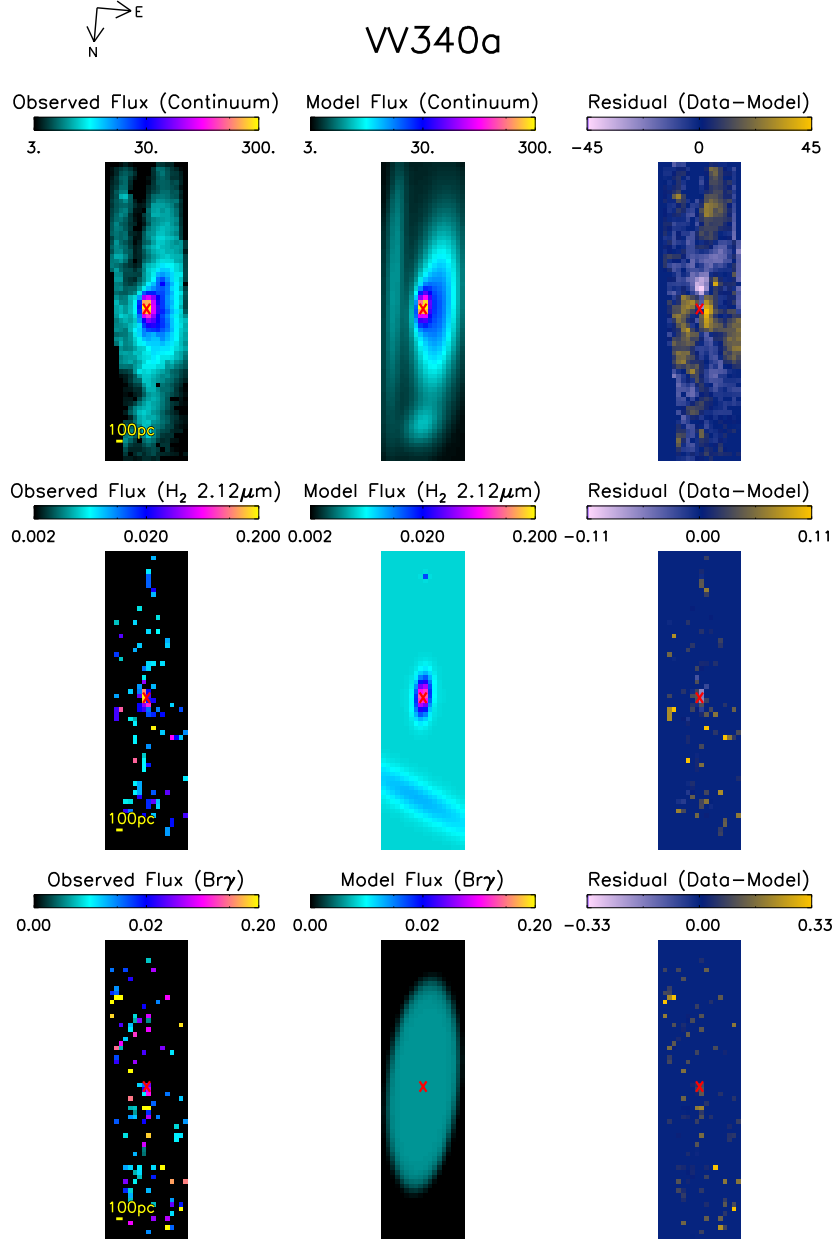 E
N
VV340a
Observed Flux (Continuum) Model Flux (Continuum) Residual (Data−Model)
3. 30. 300. 3. 30. 300. −45 0 45
X X X
100pc
Observed Flux (H₂ 2.12μm) Model Flux (H₂ 2.12μm) Residual (Data−Model)
0.002 0.020 0.200 0.002 0.020 0.200 −0.11 0.00 0.11
X X X
100pc
Observed Flux (Brγ) Model Flux (Brγ) Residual (Data−Model)
0.00 0.02 0.20 0.00 0.02 0.20 −0.33 0.00 0.33
X X X
100pc